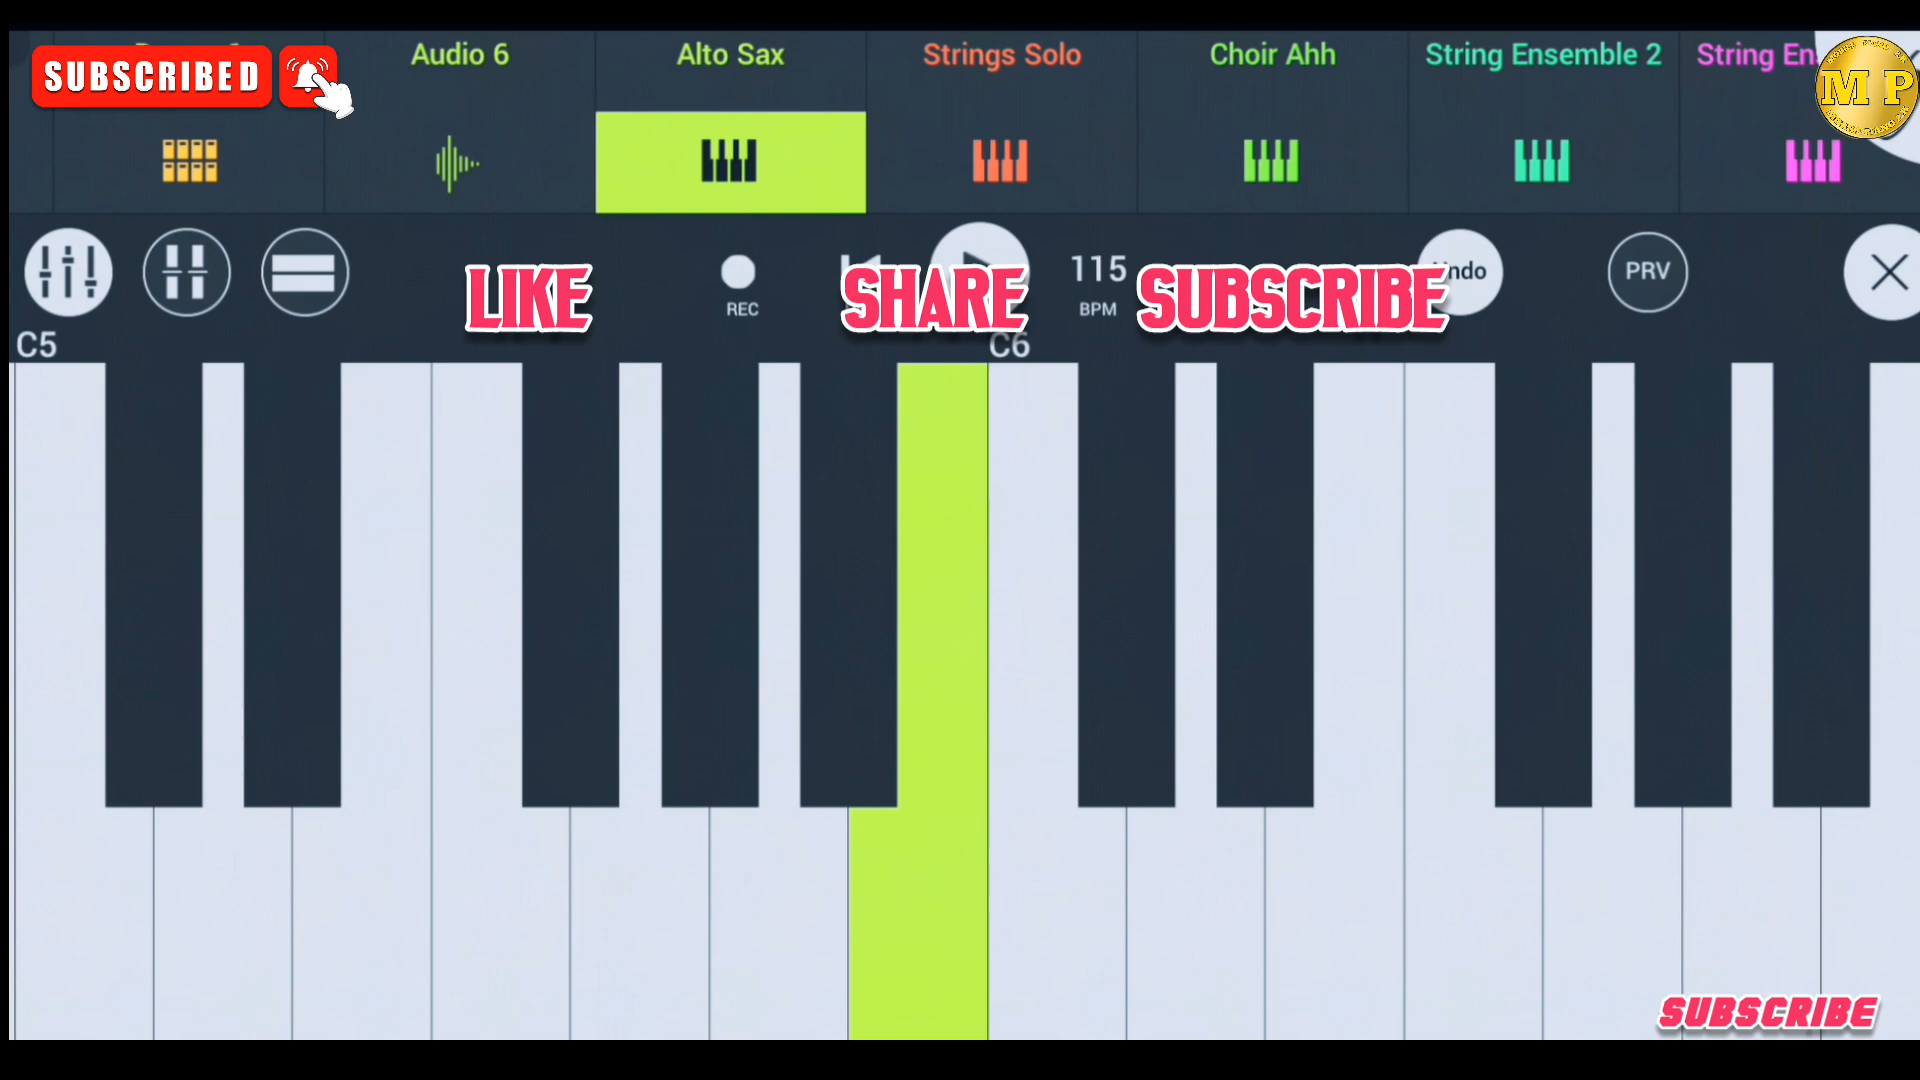 SUBSCRIBED
Audio 6
Alto Sax
Strings Solo
Choir Ahh
String Ensemble 2
String
M P
LIKE
REC
SHARE
115
BPM
SUBSCRIBE
PRV
C5
C6
SUBSCRIBE